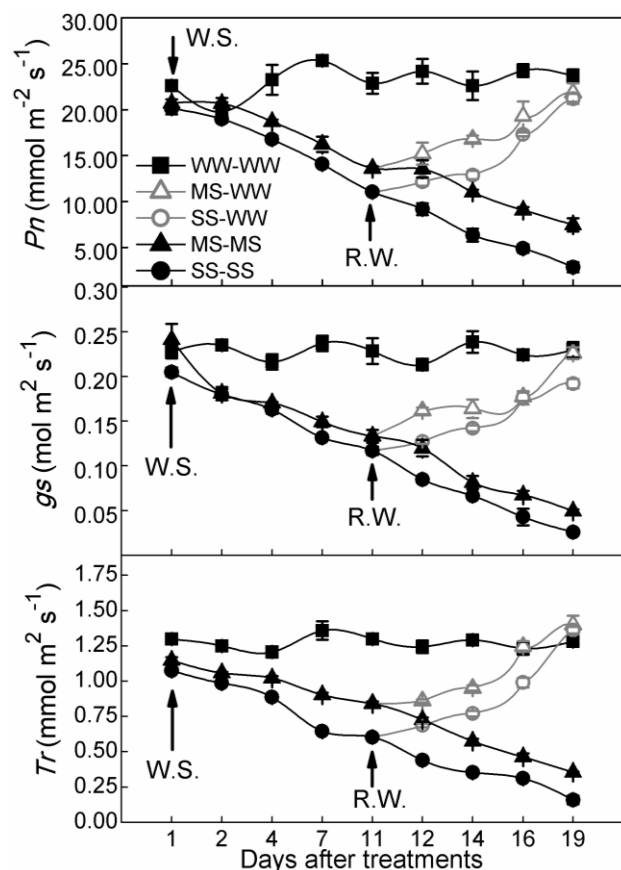 W.S.
30.00
25.00
20.00
15.00
10.00
5.00
Pn (mmol m⁻² s⁻¹)
WW-WW
MS-WW
SS-WW
MS-MS
SS-SS
R.W.
0.30
0.25
0.20
0.15
0.10
0.05
gs (mol m² s⁻¹)
W.S.
R.W.
1.75
1.50
1.25
1.00
0.75
0.50
0.25
0.00
Tr (mmol m² s⁻¹)
W.S.
R.W.
1 2 4 7 11 12 14 16 19
Days after treatments